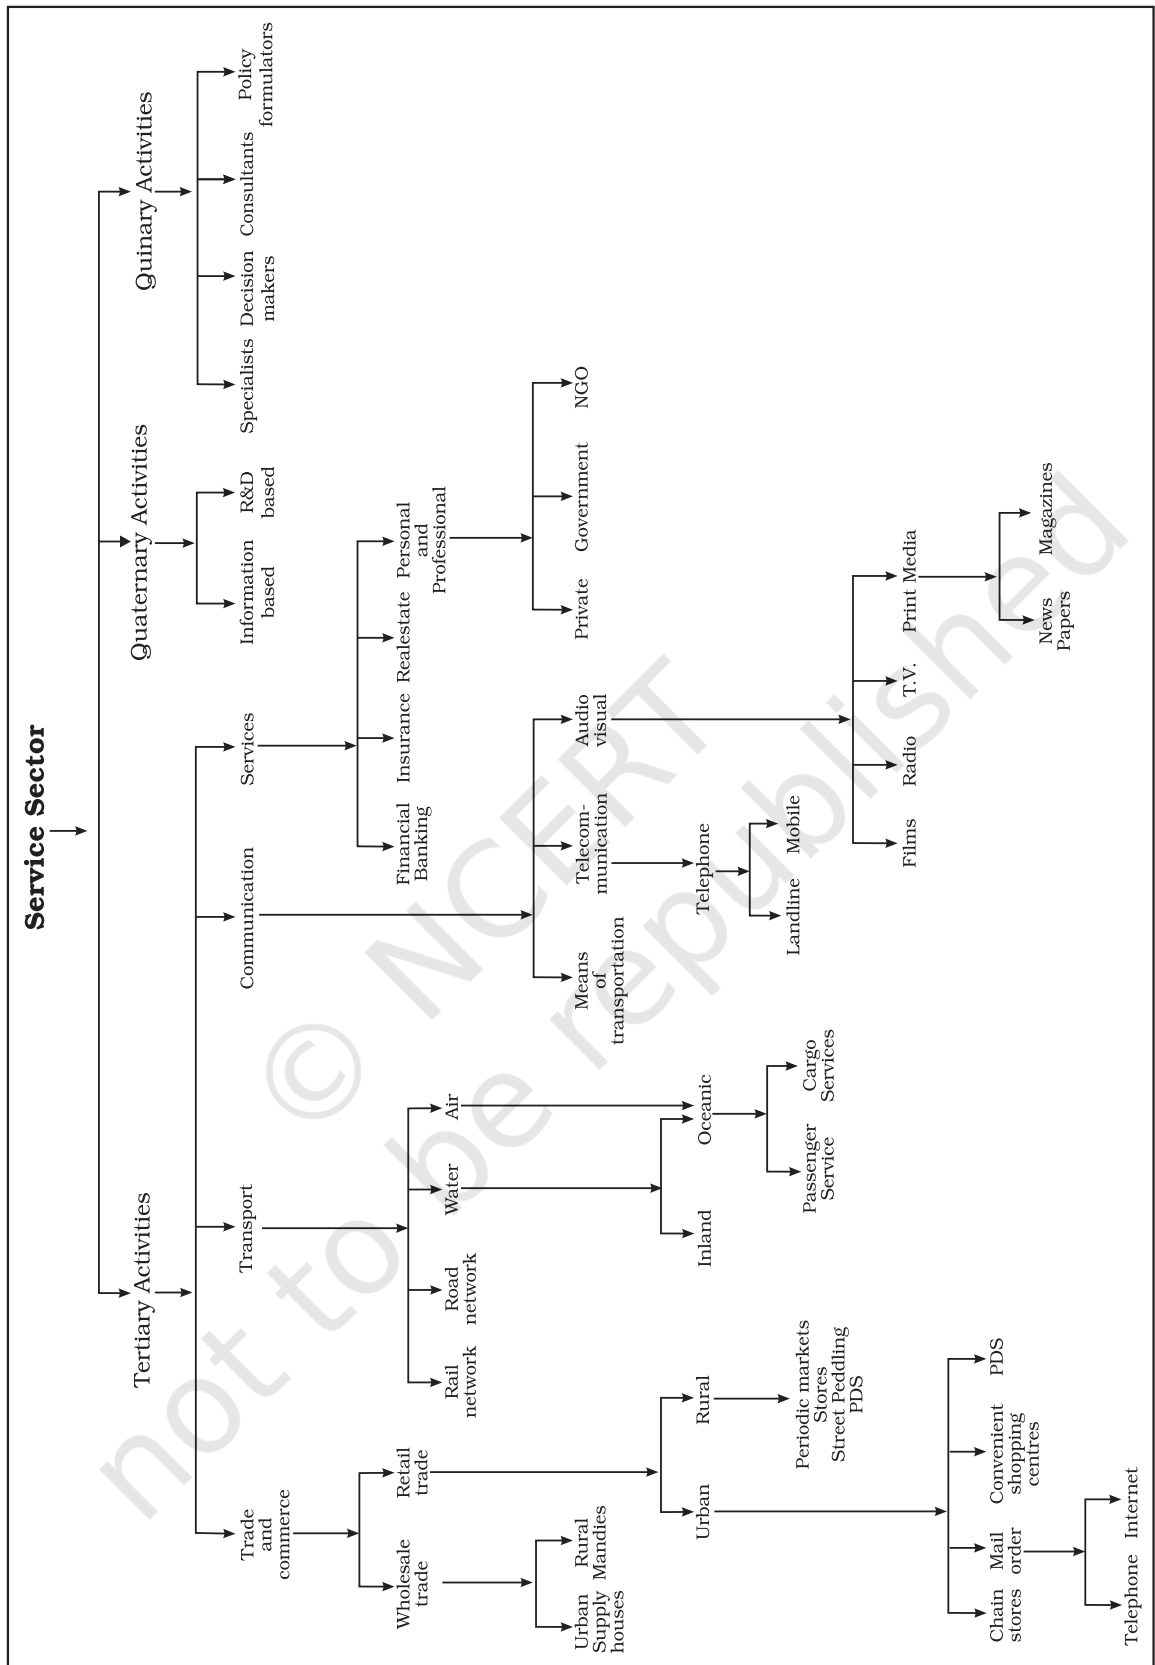 Service Sector
Tertiary Activities
Quaternary Activities
Quinary Activities
Trade
and
commerce
Transport
Communication
Services
Information
based
R&D
based
Specialists
Decision
makers
Consultants
Policy
formulators
Wholesale
trade
Retail
trade
Rail
network
Road
network
Water
Air
Financial
Banking
Insurance
Realestate
Personal
and
Professional
Urban
Supply
houses
Rural
Mandies
Means
of
transportation
Telecom-
munication
Audio
visual
Private
Government
NGO
Urban
Rural
Inland
Oceanic
Telephone
Periodic markets
Stores
Street Peddling
PDS
Passenger
Service
Cargo
Services
Landline
Mobile
Films
Radio
T.V.
Print Media
Chain
stores
Mail
order
Convenient
shopping
centres
PDS
News
Papers
Magazines
Telephone
Internet
© NCERT
not to be republished